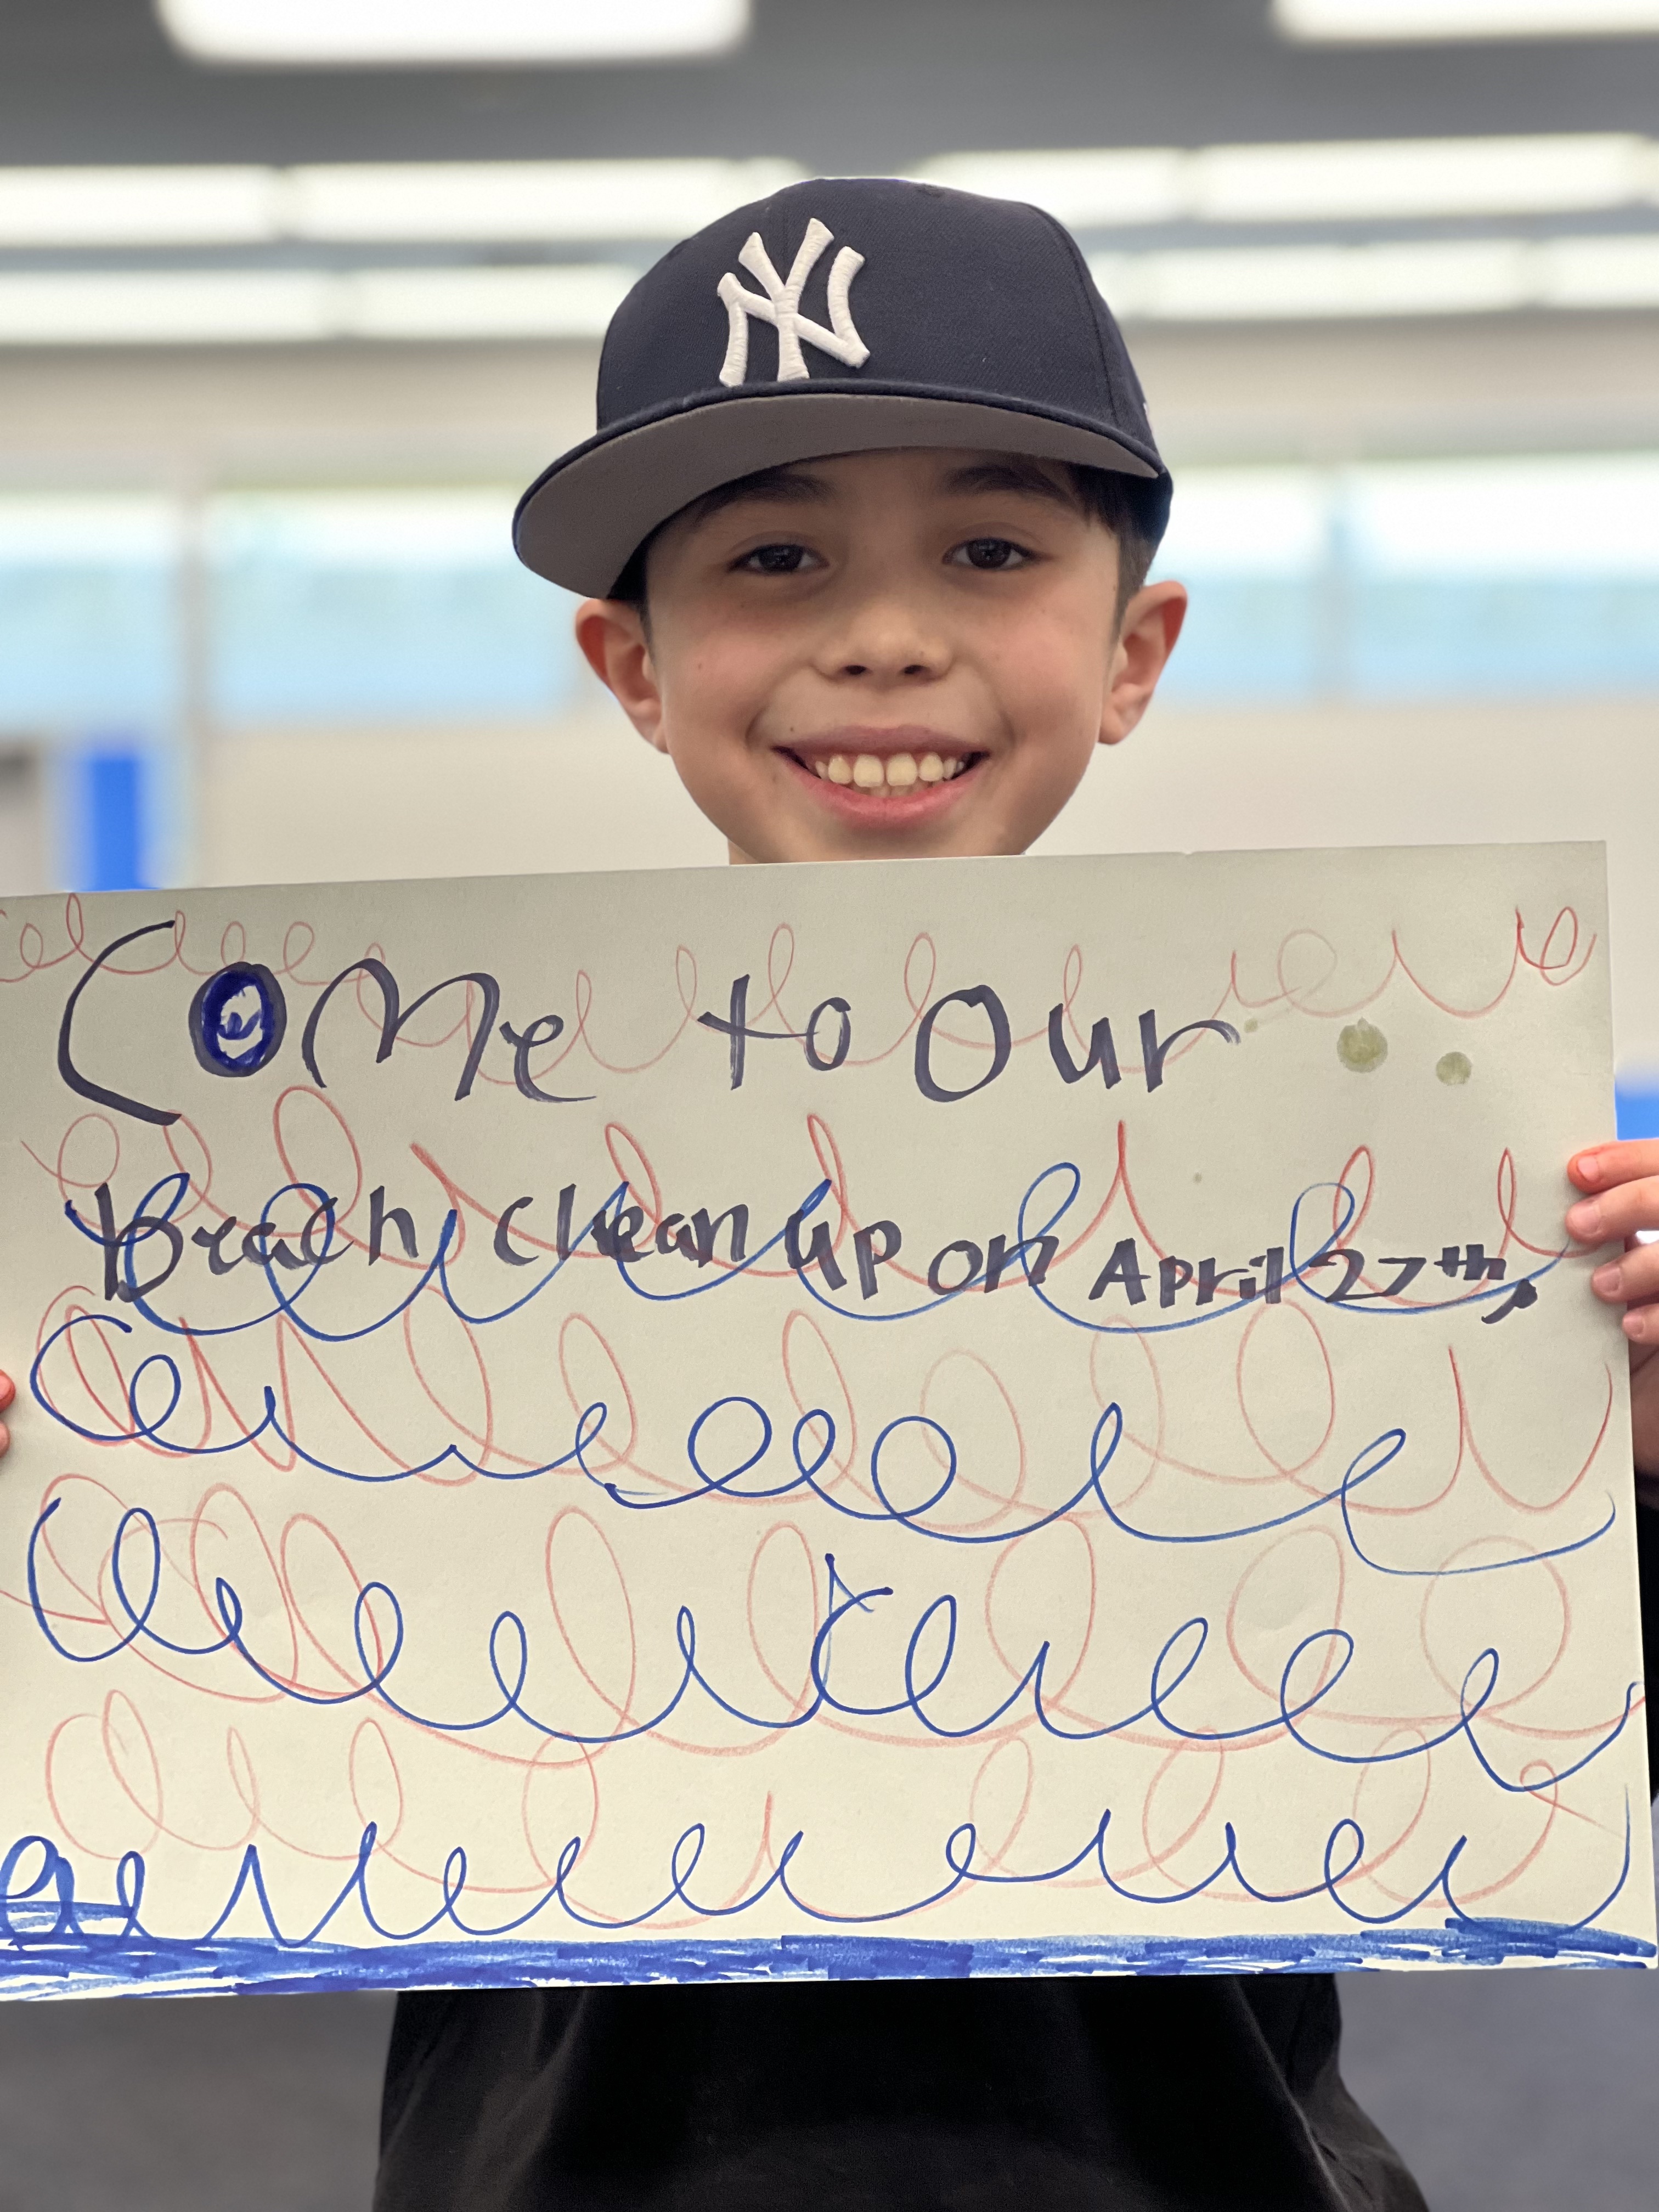 NY
Come to Our
Beach clean up on April 27th,